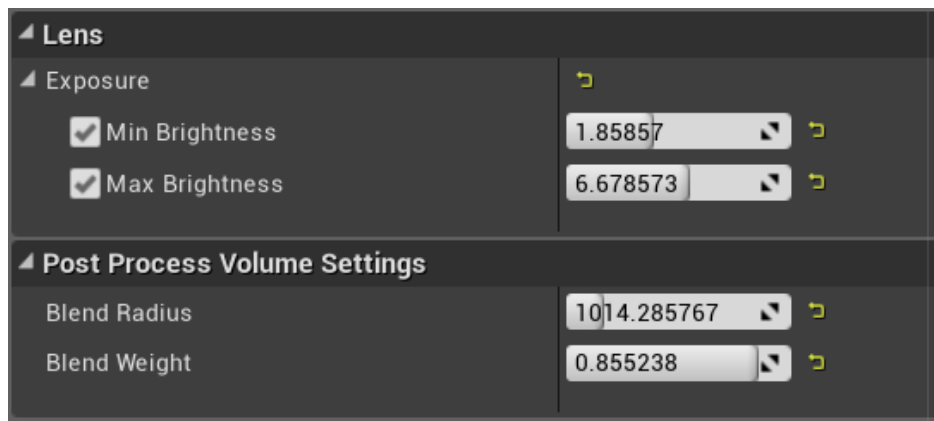 Lens
Exposure
Min Brightness 1.85857
Max Brightness 6.678573
Post Process Volume Settings
Blend Radius 1014.285767
Blend Weight 0.855238